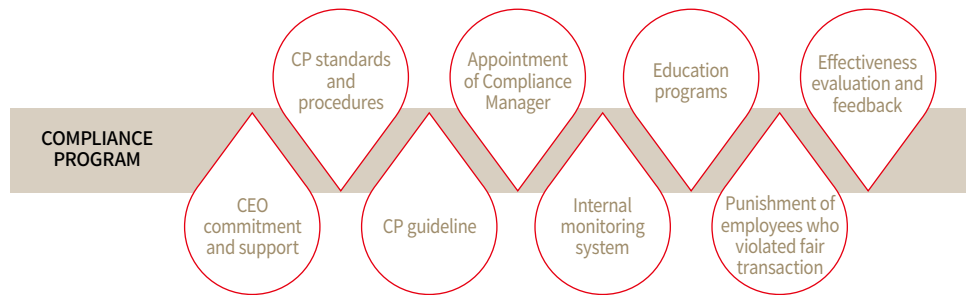 COMPLIANCE
PROGRAM
CEO
commitment
and support
CP standards
and
procedures
CP guideline
Appointment
of Compliance
Manager
Internal
monitoring
system
Education
programs
Punishment of
employees who
violated fair
transaction
Effectiveness
evaluation and
feedback